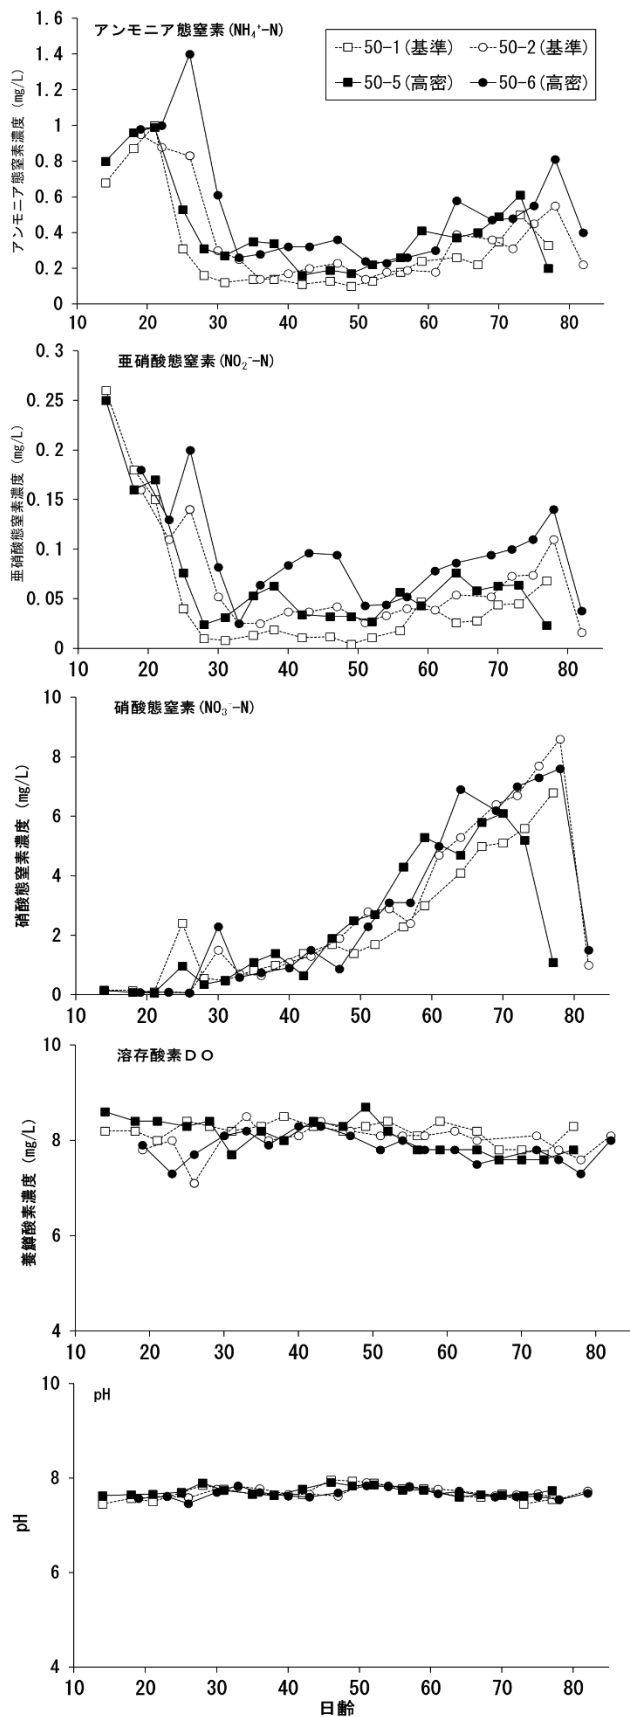 アンモニア態窒素(NH₄⁺-N)
50-1(基準) 50-2(基準)
50-5(高密) 50-6(高密)
アンモニア態窒素濃度 (mg/L)
1.6
1.4
1.2
1
0.8
0.6
0.4
0.2
0
10 20 30 40 50 60 70 80
亜硝酸態窒素(NO₂⁻-N)
亜硝酸態窒素濃度 (mg/L)
0.3
0.25
0.2
0.15
0.1
0.05
0
10 20 30 40 50 60 70 80
硝酸態窒素(NO₃⁻-N)
硝酸態窒素濃度 (mg/L)
10
8
6
4
2
0
10 20 30 40 50 60 70 80
溶存酸素DO
養鱒酸素濃度 (mg/L)
10
8
6
4
10 20 30 40 50 60 70 80
pH
pH
10
8
6
4
10 20 30 40 50 60 70 80
日齢